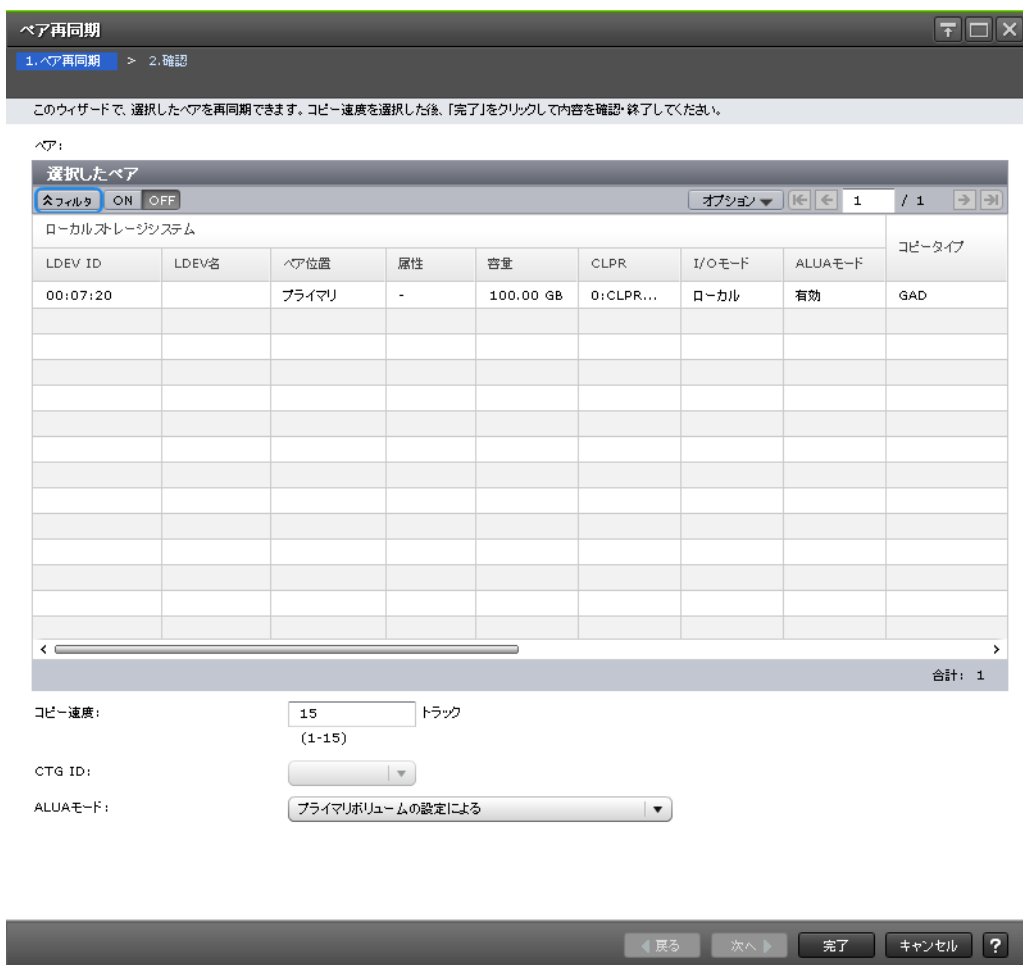 ペア再同期
1.ペア再同期 > 2.確認
このウィザードで、選択したペアを再同期できます。コピー速度を選択した後、「完了」をクリックして内容を確認・終了してください。
ペア:
選択したペア
フィルタ ON OFF オプション 1 / 1
ローカルストレージシステム コピータイプ
LDEV ID LDEV名 ペア位置 属性 容量 CLPR I/Oモード ALUAモード
00:07:20 プライマリ - 100.00 GB 0:CLPR... ローカル 有効 GAD
合計: 1
コピー速度: 15 トラック
(1-15)
CTG ID:
ALUAモード: プライマリボリュームの設定による
戻る 次へ 完了 キャンセル ?